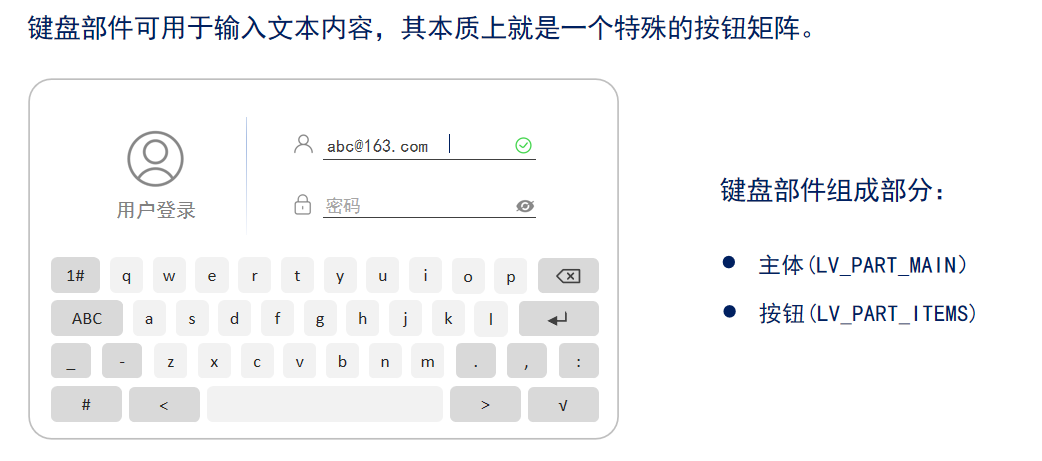 键盘部件可用于输入文本内容，其本质上就是一个特殊的按钮矩阵。
abc@163.com
密码
用户登录
1# q w e r t y u i o p
ABC a s d f g h j k l
_ - z x c v b n m . , :
# < > √
键盘部件组成部分：
主体(LV_PART_MAIN)
按钮(LV_PART_ITEMS)